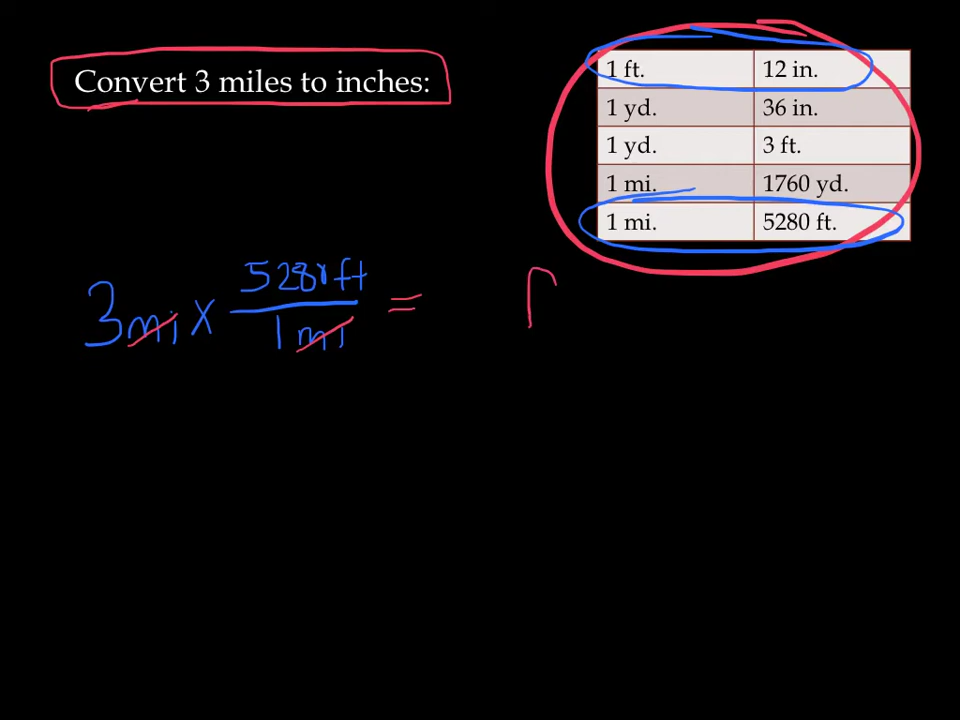 Convert 3 miles to inches:
1 ft. 12 in.
1 yd. 36 in.
1 yd. 3 ft.
1 mi. 1760 yd.
1 mi. 5280 ft.
3 mi x 5280 ft / 1 mi =